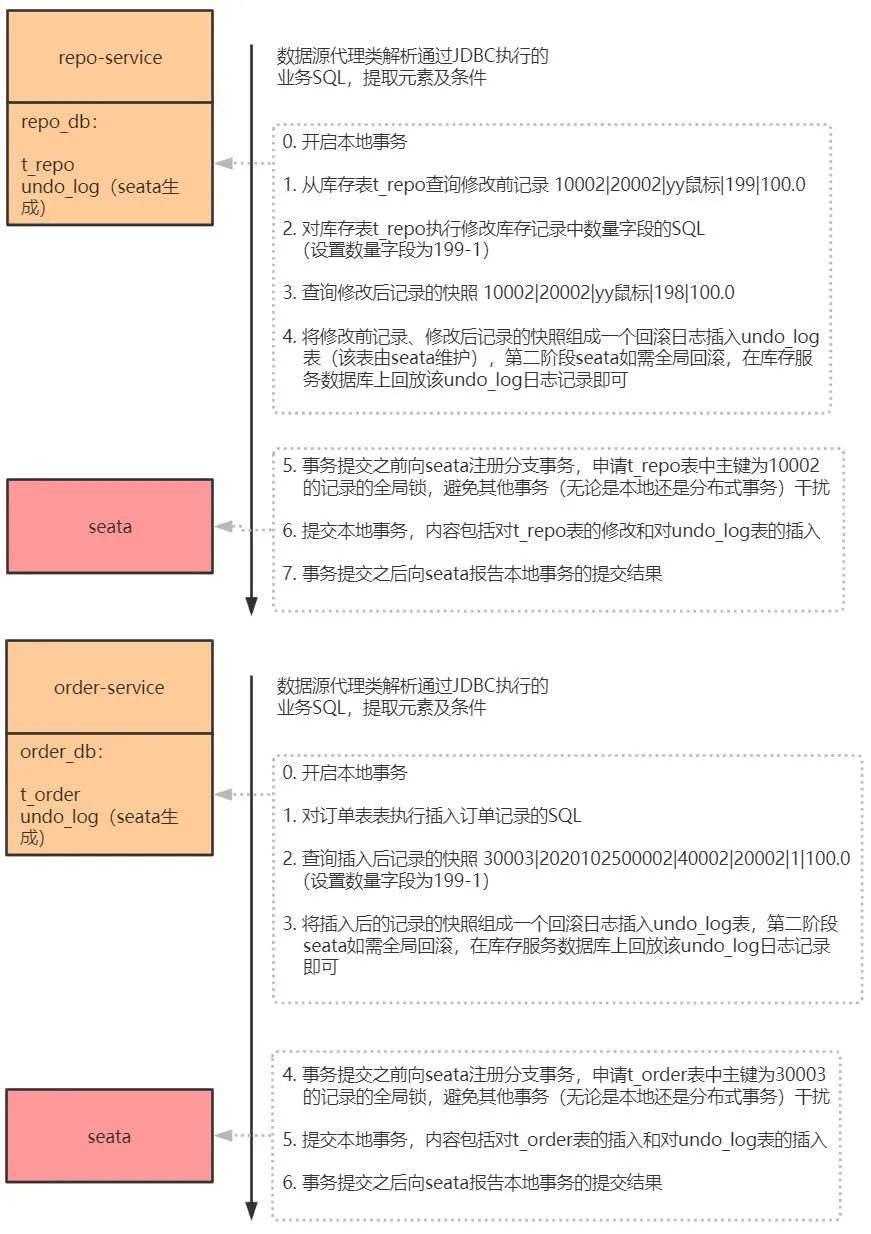 repo-service
repo_db：
t_repo
undo_log（seata生
成）
数据源代理类解析通过JDBC执行的
业务SQL，提取元素及条件
0. 开启本地事务
1. 从库存表t_repo查询修改前记录 10002|20002|yy鼠标|199|100.0
2. 对库存表t_repo执行修改库存记录中数量字段的SQL
（设置数量字段为199-1）
3. 查询修改后记录的快照 10002|20002|yy鼠标|198|100.0
4. 将修改前记录、修改后记录的快照组成一个回滚日志插入undo_log
表（该表由seata维护），第二阶段seata如需全局回滚，在库存服
务数据库上回放该undo_log日志记录即可
seata
5. 事务提交之前向seata注册分支事务，申请t_repo表中主键为10002
的记录的全局锁，避免其他事务（无论是本地还是分布式事务）干扰
6. 提交本地事务，内容包括对t_repo表的修改和对undo_log表的插入
7. 事务提交之后向seata报告本地事务的提交结果
order-service
order_db：
t_order
undo_log（seata生
成）
数据源代理类解析通过JDBC执行的
业务SQL，提取元素及条件
0. 开启本地事务
1. 对订单表表执行插入订单记录的SQL
2. 查询插入后记录的快照 30003|2020102500002|40002|20002|1|100.0
（设置数量字段为199-1）
3. 将插入后的记录的快照组成一个回滚日志插入undo_log表，第二阶段
seata如需全局回滚，在库存服务数据库上回放该undo_log日志记录
即可
seata
4. 事务提交之前向seata注册分支事务，申请t_order表中主键为30003
的记录的全局锁，避免其他事务（无论是本地还是分布式事务）干扰
5. 提交本地事务，内容包括对t_order表的插入和对undo_log表的插入
6. 事务提交之后向seata报告本地事务的提交结果